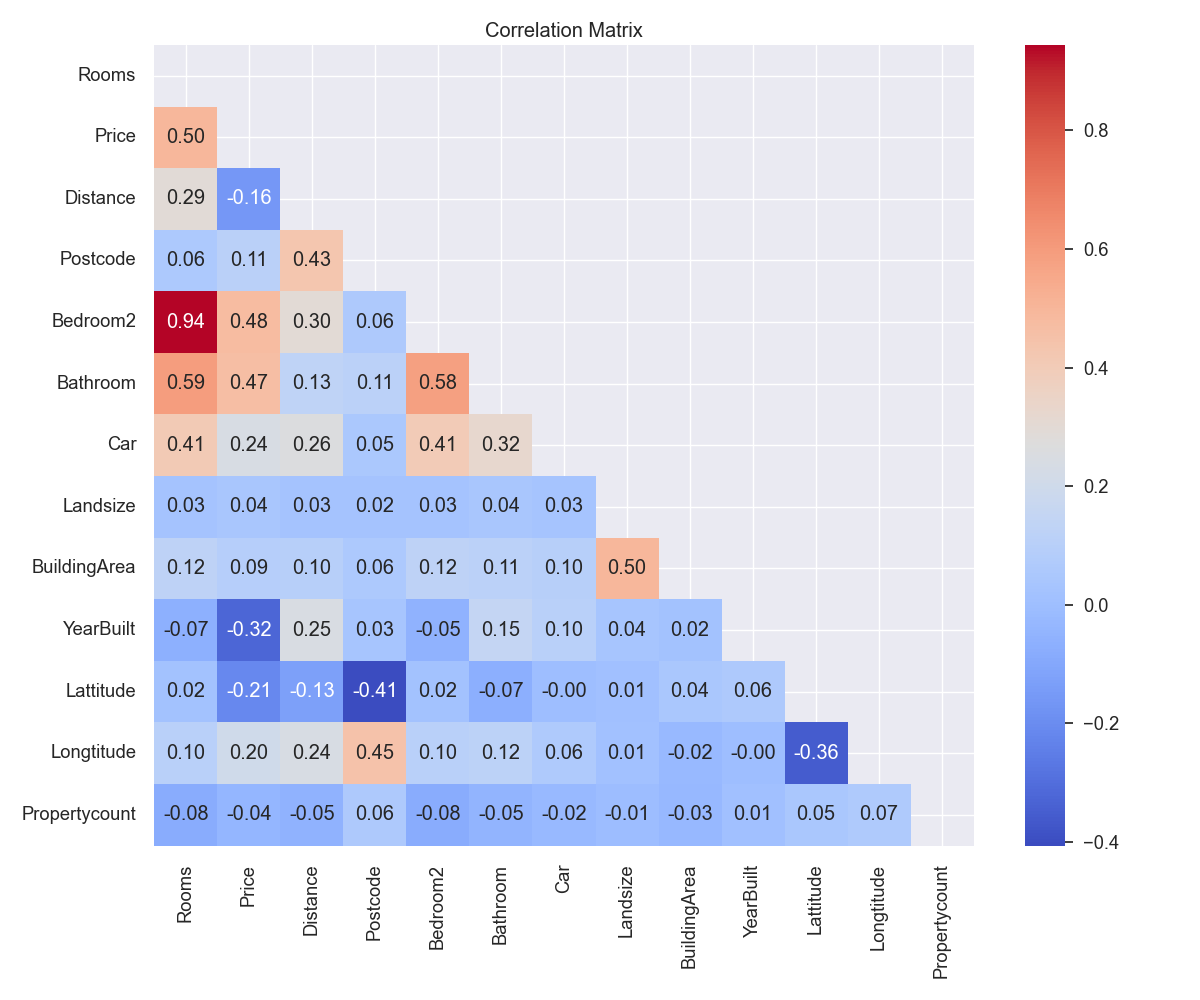 Correlation Matrix
Rooms
Price 0.50
Distance 0.29 -0.16
Postcode 0.06 0.11 0.43
Bedroom2 0.94 0.48 0.30 0.06
Bathroom 0.59 0.47 0.13 0.11 0.58
Car 0.41 0.24 0.26 0.05 0.41 0.32
Landsize 0.03 0.04 0.03 0.02 0.03 0.04 0.03
BuildingArea 0.12 0.09 0.10 0.06 0.12 0.11 0.10 0.50
YearBuilt -0.07 -0.32 0.25 0.03 -0.05 0.15 0.10 0.04 0.02
Lattitude 0.02 -0.21 -0.13 -0.41 0.02 -0.07 -0.00 0.01 0.04 0.06
Longtitude 0.10 0.20 0.24 0.45 0.10 0.12 0.06 0.01 -0.02 -0.00 -0.36
Propertycount -0.08 -0.04 -0.05 0.06 -0.08 -0.05 -0.02 -0.01 -0.03 0.01 0.05 0.07
Rooms Price Distance Postcode Bedroom2 Bathroom Car Landsize BuildingArea YearBuilt Lattitude Longtitude Propertycount
0.8
0.6
0.4
0.2
0.0
−0.2
−0.4